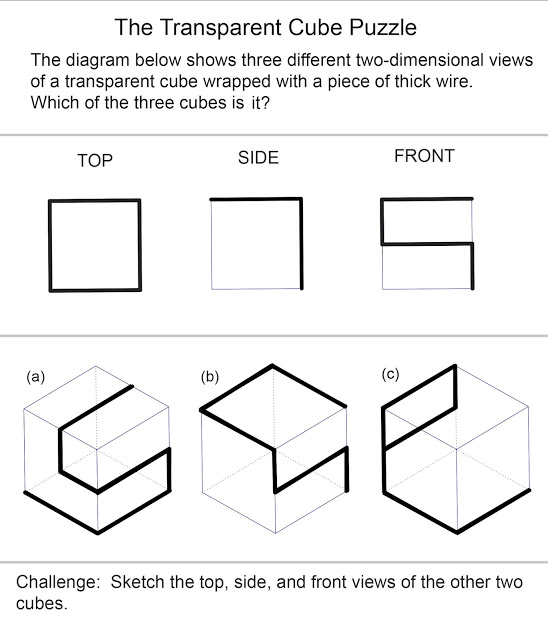 The Transparent Cube Puzzle
The diagram below shows three different two-dimensional views
of a transparent cube wrapped with a piece of thick wire.
Which of the three cubes is it?
TOP
SIDE
FRONT
(a)
(b)
(c)
Challenge: Sketch the top, side, and front views of the other two
cubes.